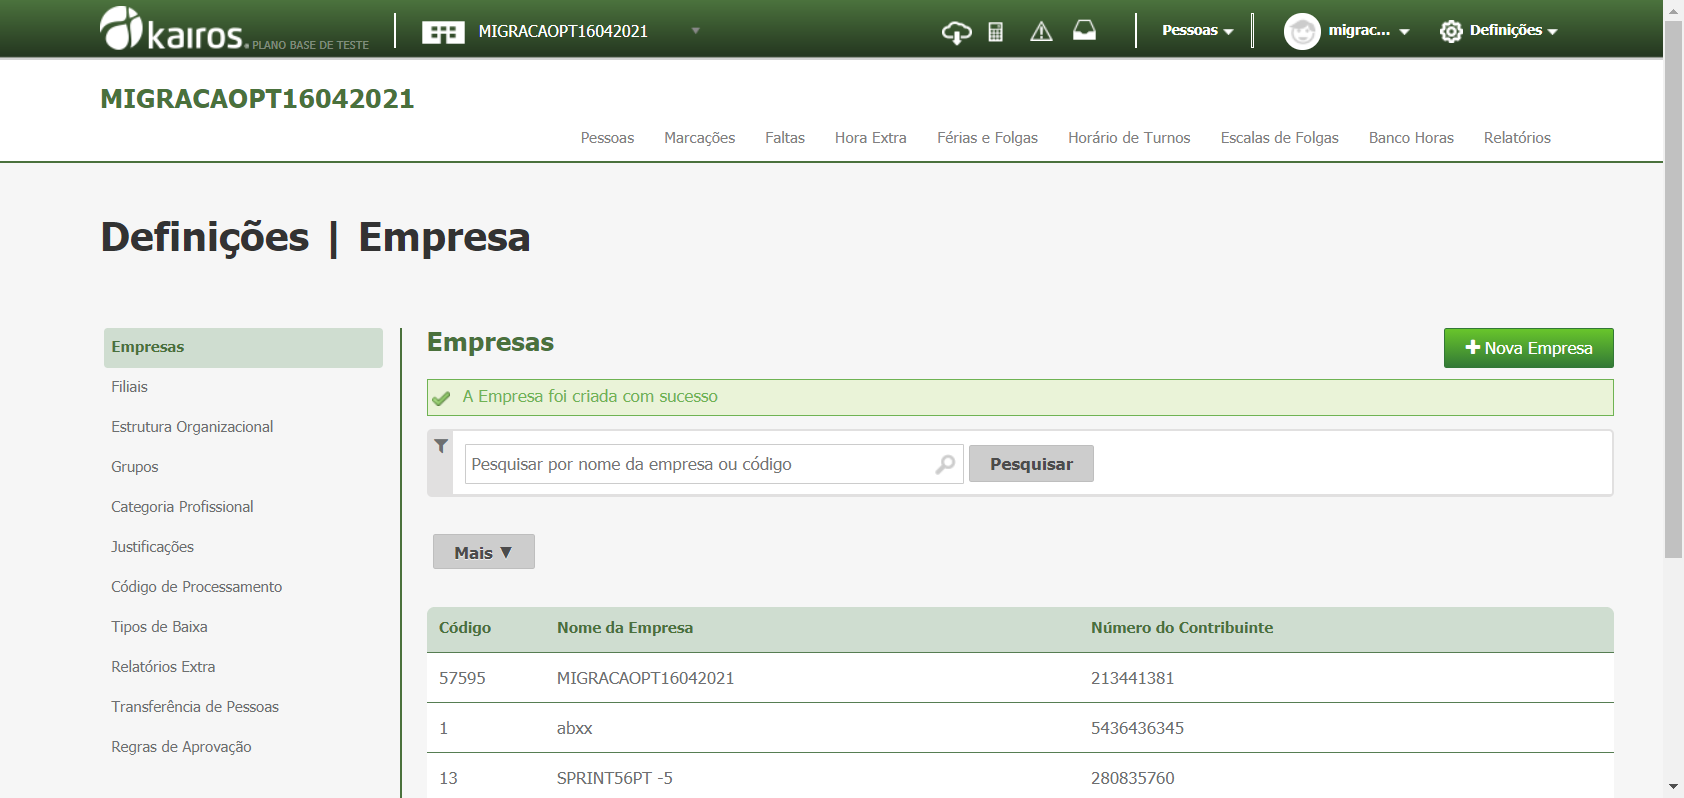 kairos. PLANO BASE DE TESTE
MIGRACAOPT16042021
Pessoas
migrac...
Definições
MIGRACAOPT16042021
Pessoas Marcações Faltas Hora Extra Férias e Folgas Horário de Turnos Escalas de Folgas Banco Horas Relatórios
Definições | Empresa
Empresas
Filiais
Estrutura Organizacional
Grupos
Categoria Profissional
Justificações
Código de Processamento
Tipos de Baixa
Relatórios Extra
Transferência de Pessoas
Regras de Aprovação
Empresas
Nova Empresa
A Empresa foi criada com sucesso
Pesquisar por nome da empresa ou código
Pesquisar
Mais ▼
Código Nome da Empresa Número do Contribuinte
57595 MIGRACAOPT16042021 213441381
1 abxx 5436436345
13 SPRINT56PT -5 280835760